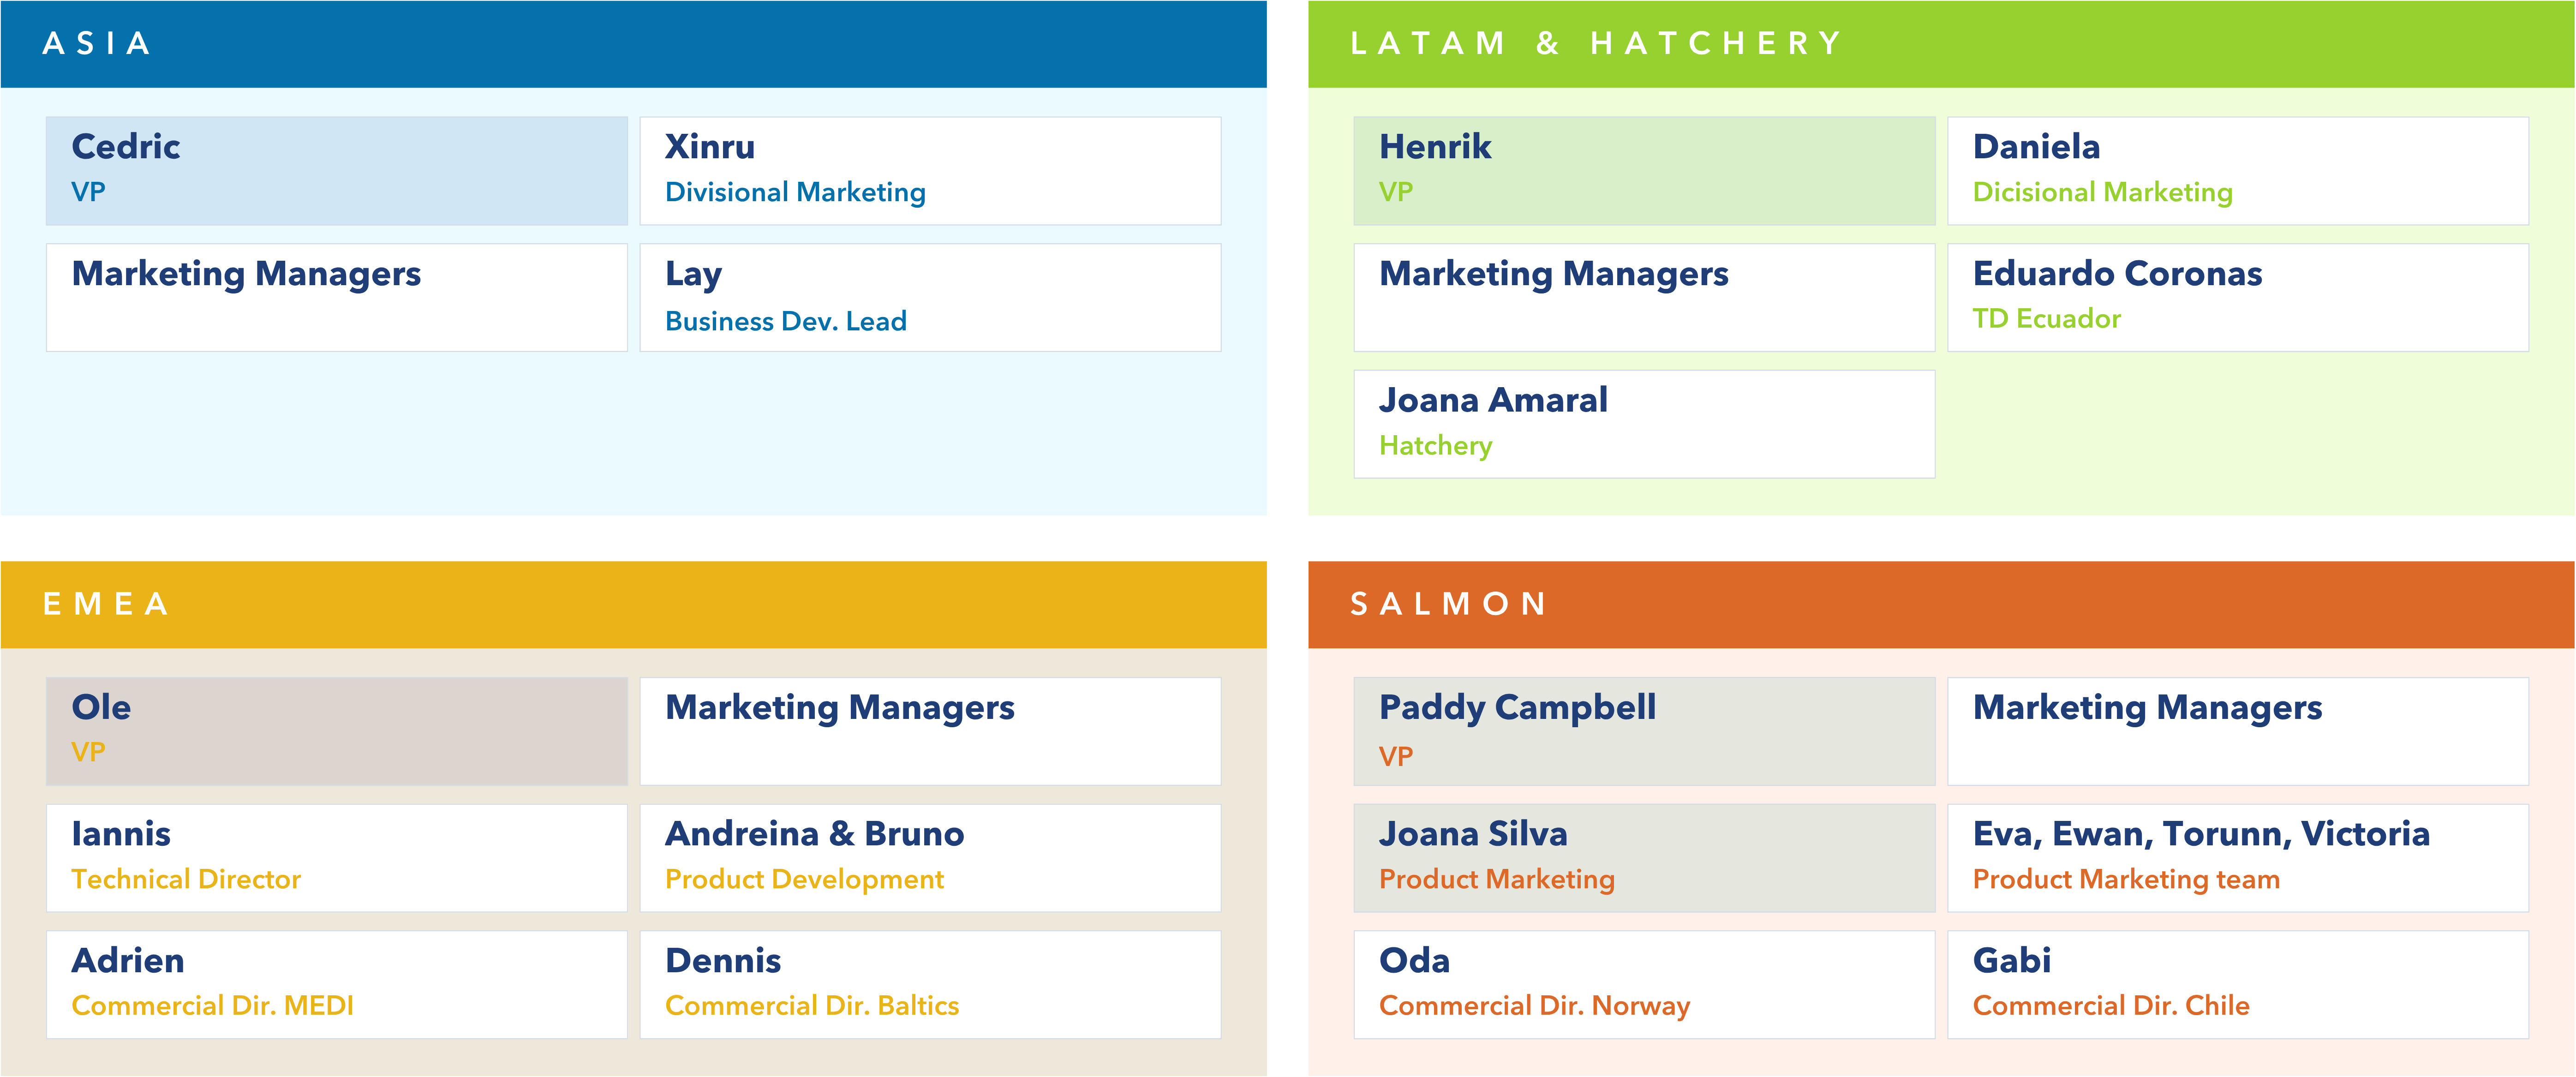 ASIA
Cedric
VP
Xinru
Divisional Marketing
Marketing Managers
Lay
Business Dev. Lead
LATAM & HATCHERY
Henrik
VP
Daniela
Dicisional Marketing
Marketing Managers
Eduardo Coronas
TD Ecuador
Joana Amaral
Hatchery
EMEA
Ole
VP
Marketing Managers
Iannis
Technical Director
Andreina & Bruno
Product Development
Adrien
Commercial Dir. MEDI
Dennis
Commercial Dir. Baltics
SALMON
Paddy Campbell
VP
Marketing Managers
Joana Silva
Product Marketing
Eva, Ewan, Torunn, Victoria
Product Marketing team
Oda
Commercial Dir. Norway
Gabi
Commercial Dir. Chile